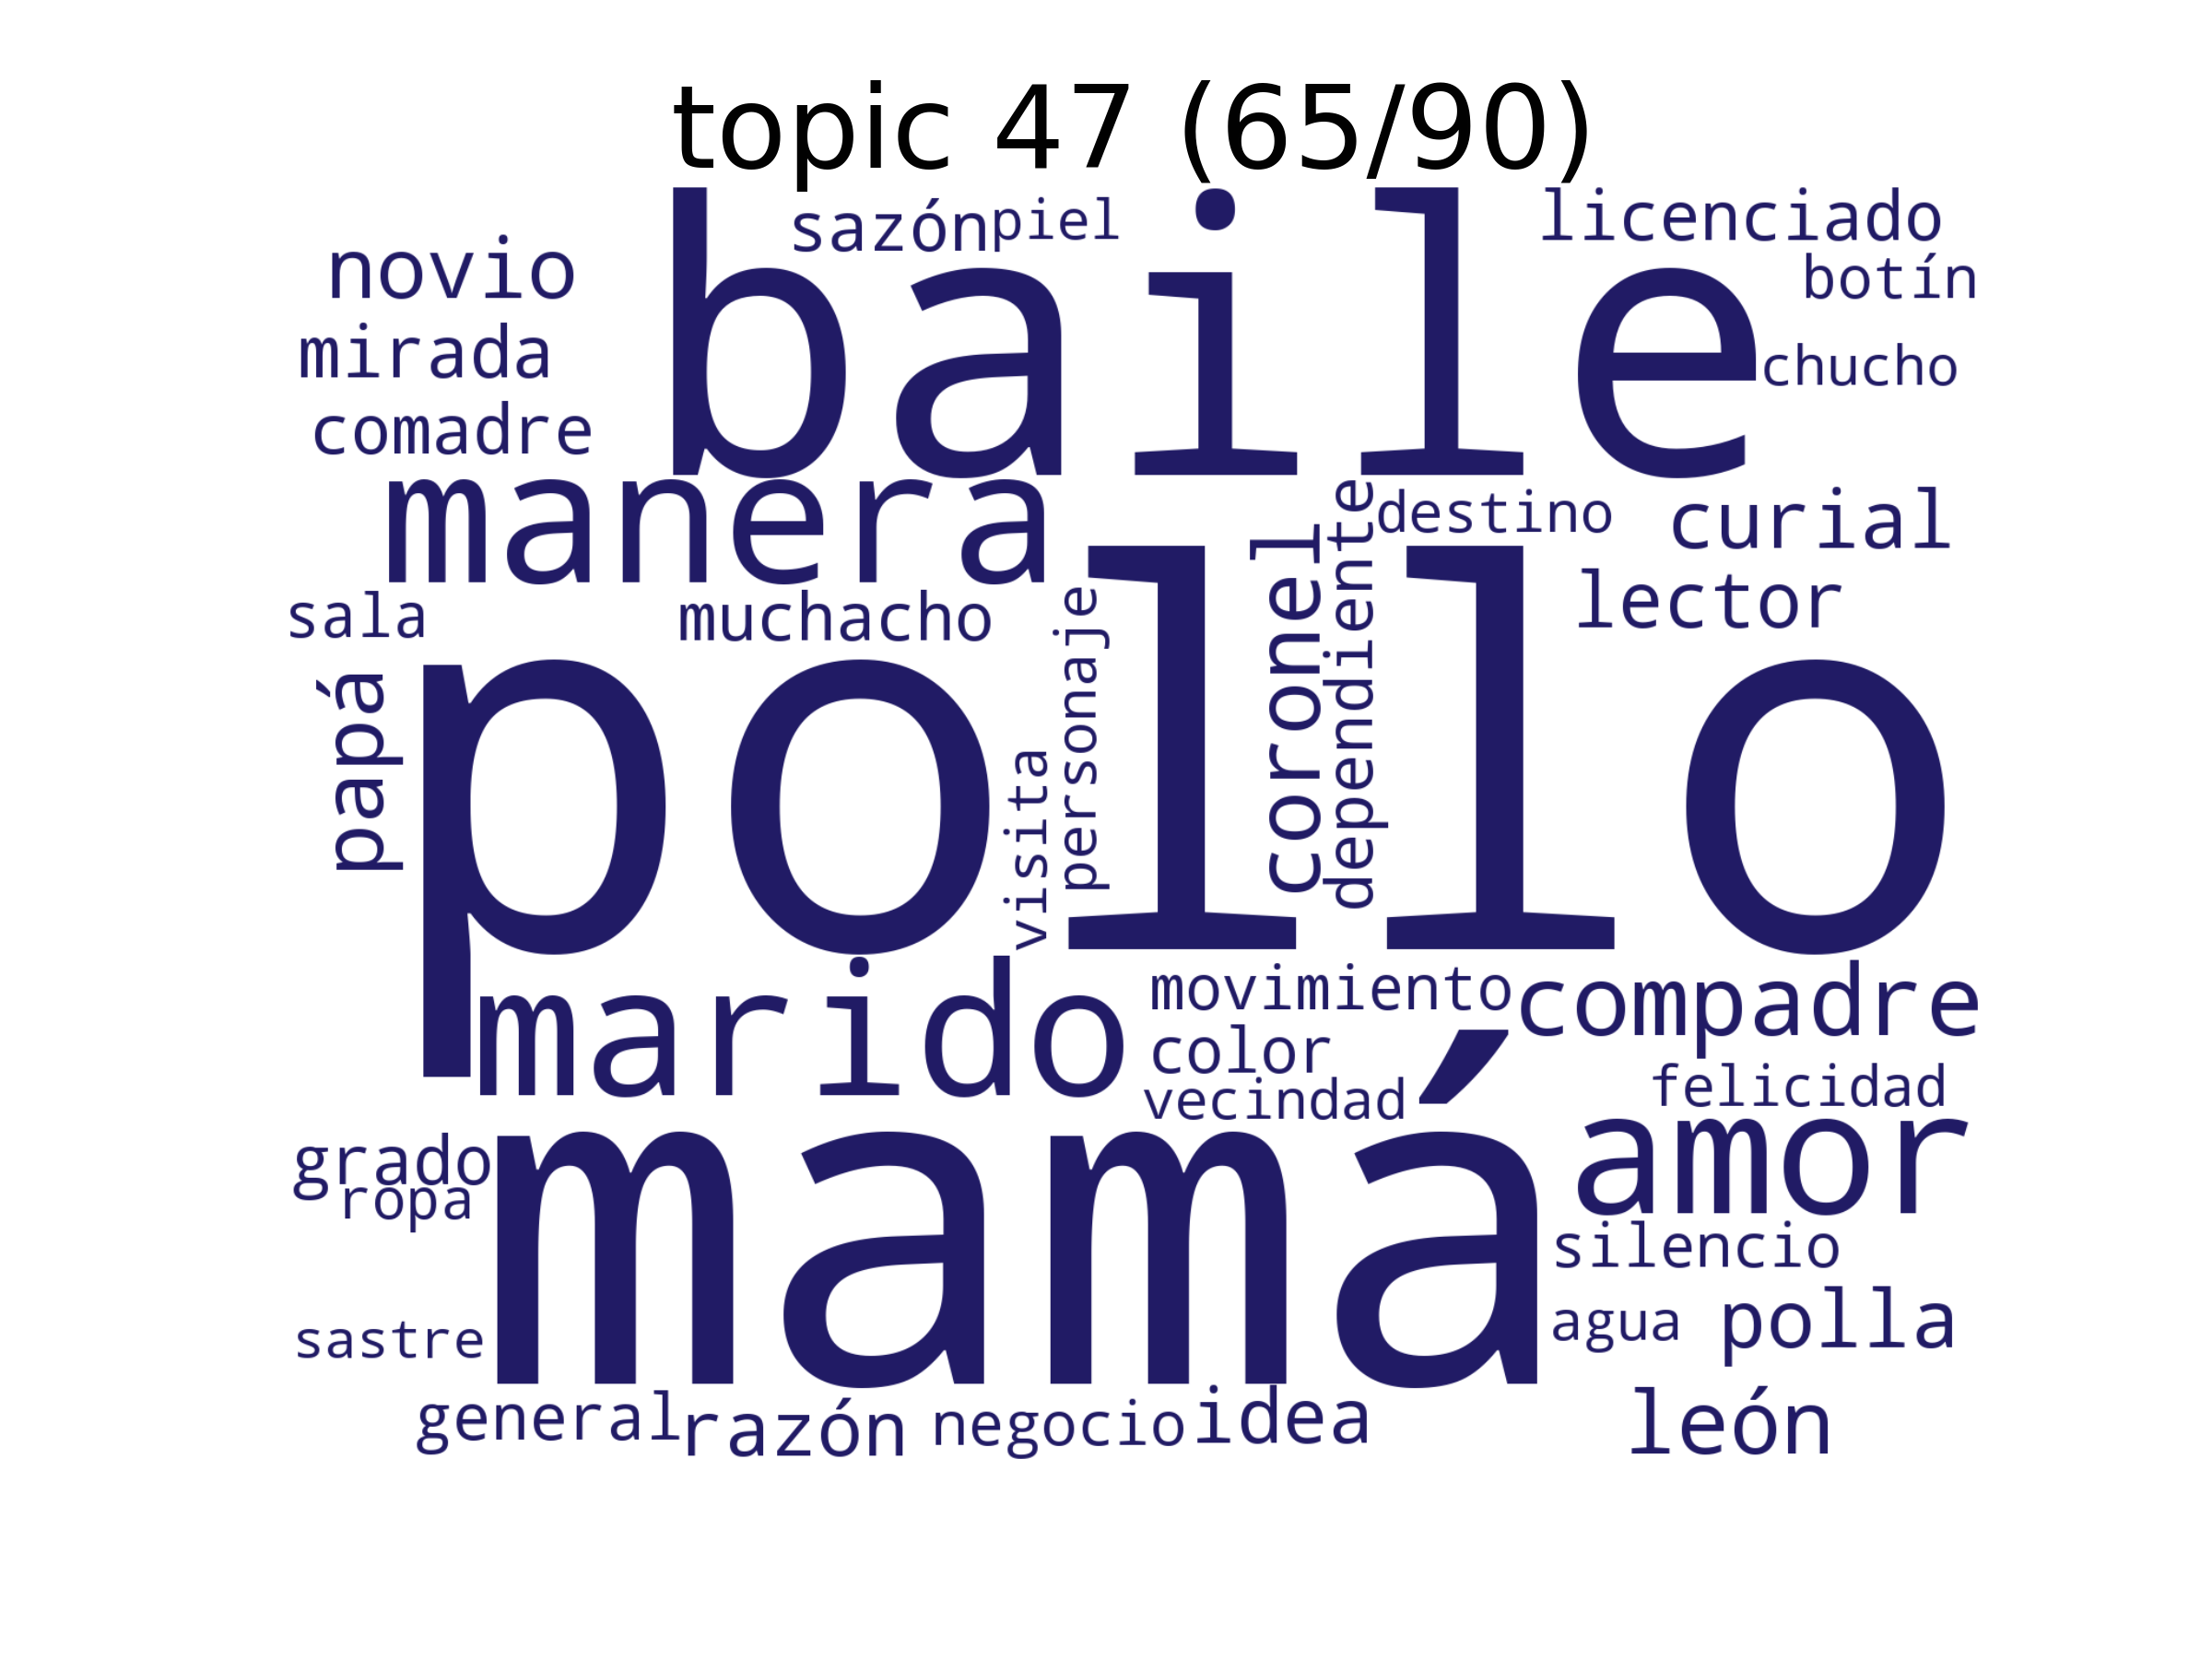 topic 47 (65/90)
sazón piel licenciado
novio baile botín
mirada chucho
comadre
manera destino curial
sala muchacho lector
papá pollo coronel dependiente
visita personaje
marido movimiento compadre
color
vecindad felicidad
grado mamá amor
ropa
silencio
sastre agua polla
general razón negocio idea león